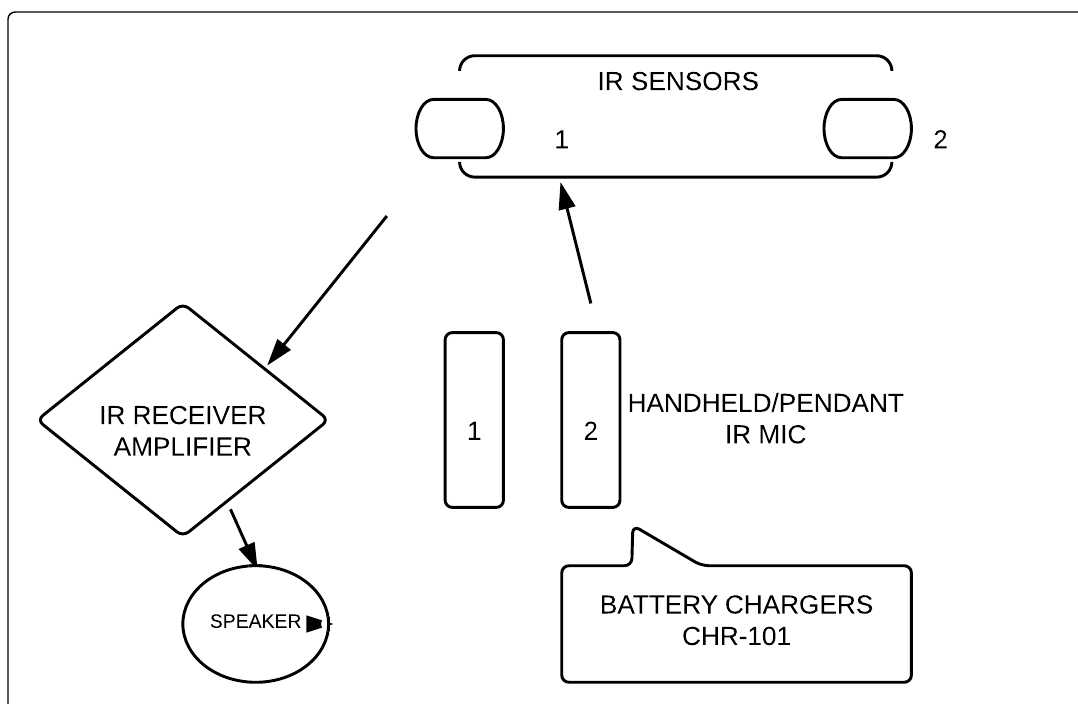 IR SENSORS
1
2
IR RECEIVER
AMPLIFIER
1
2
HANDHELD/PENDANT
IR MIC
SPEAKER
BATTERY CHARGERS
CHR-101